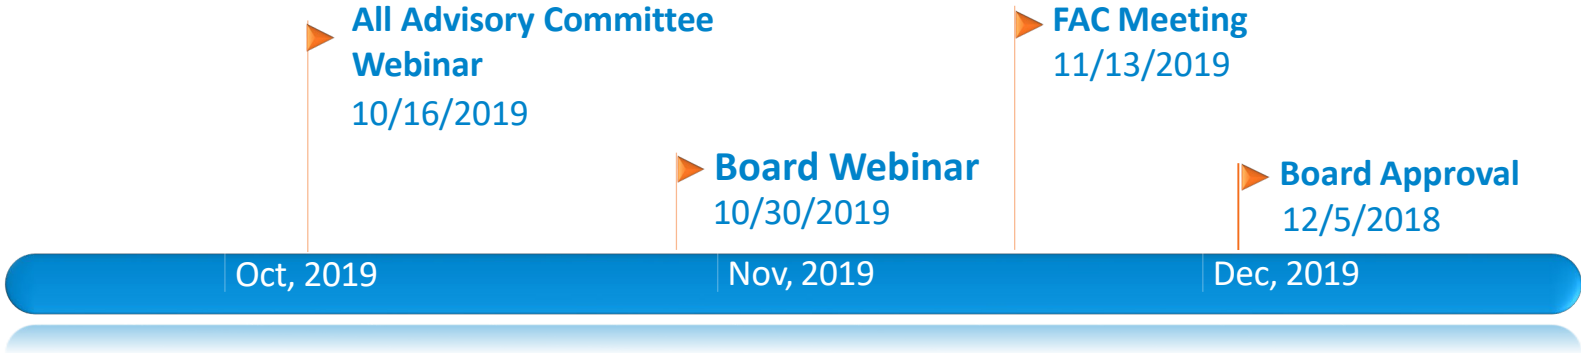 All Advisory Committee
Webinar
10/16/2019
FAC Meeting
11/13/2019
Board Webinar
10/30/2019
Board Approval
12/5/2018
Oct, 2019
Nov, 2019
Dec, 2019